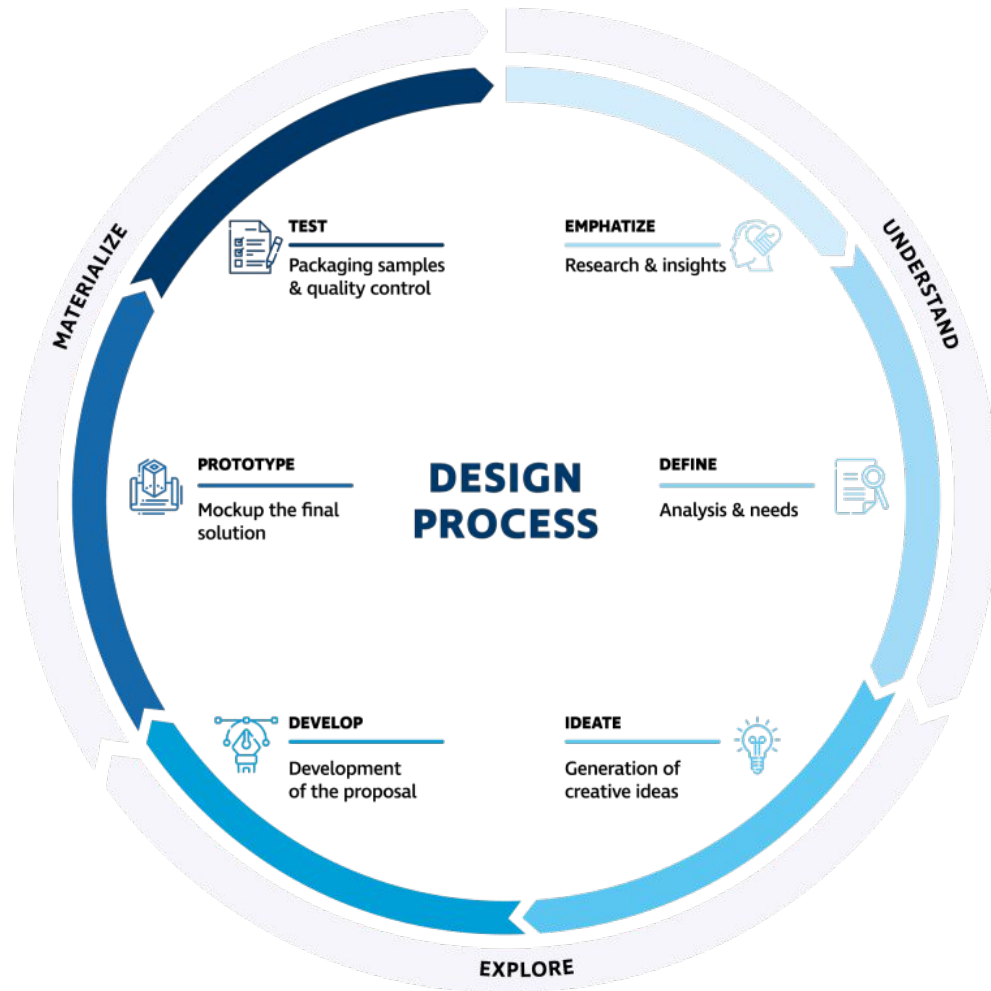 DESIGN
PROCESS
UNDERSTAND
EMPHATIZE
Research & insights
DEFINE
Analysis & needs
EXPLORE
IDEATE
Generation of
creative ideas
DEVELOP
Development
of the proposal
MATERIALIZE
PROTOTYPE
Mockup the final
solution
TEST
Packaging samples
& quality control